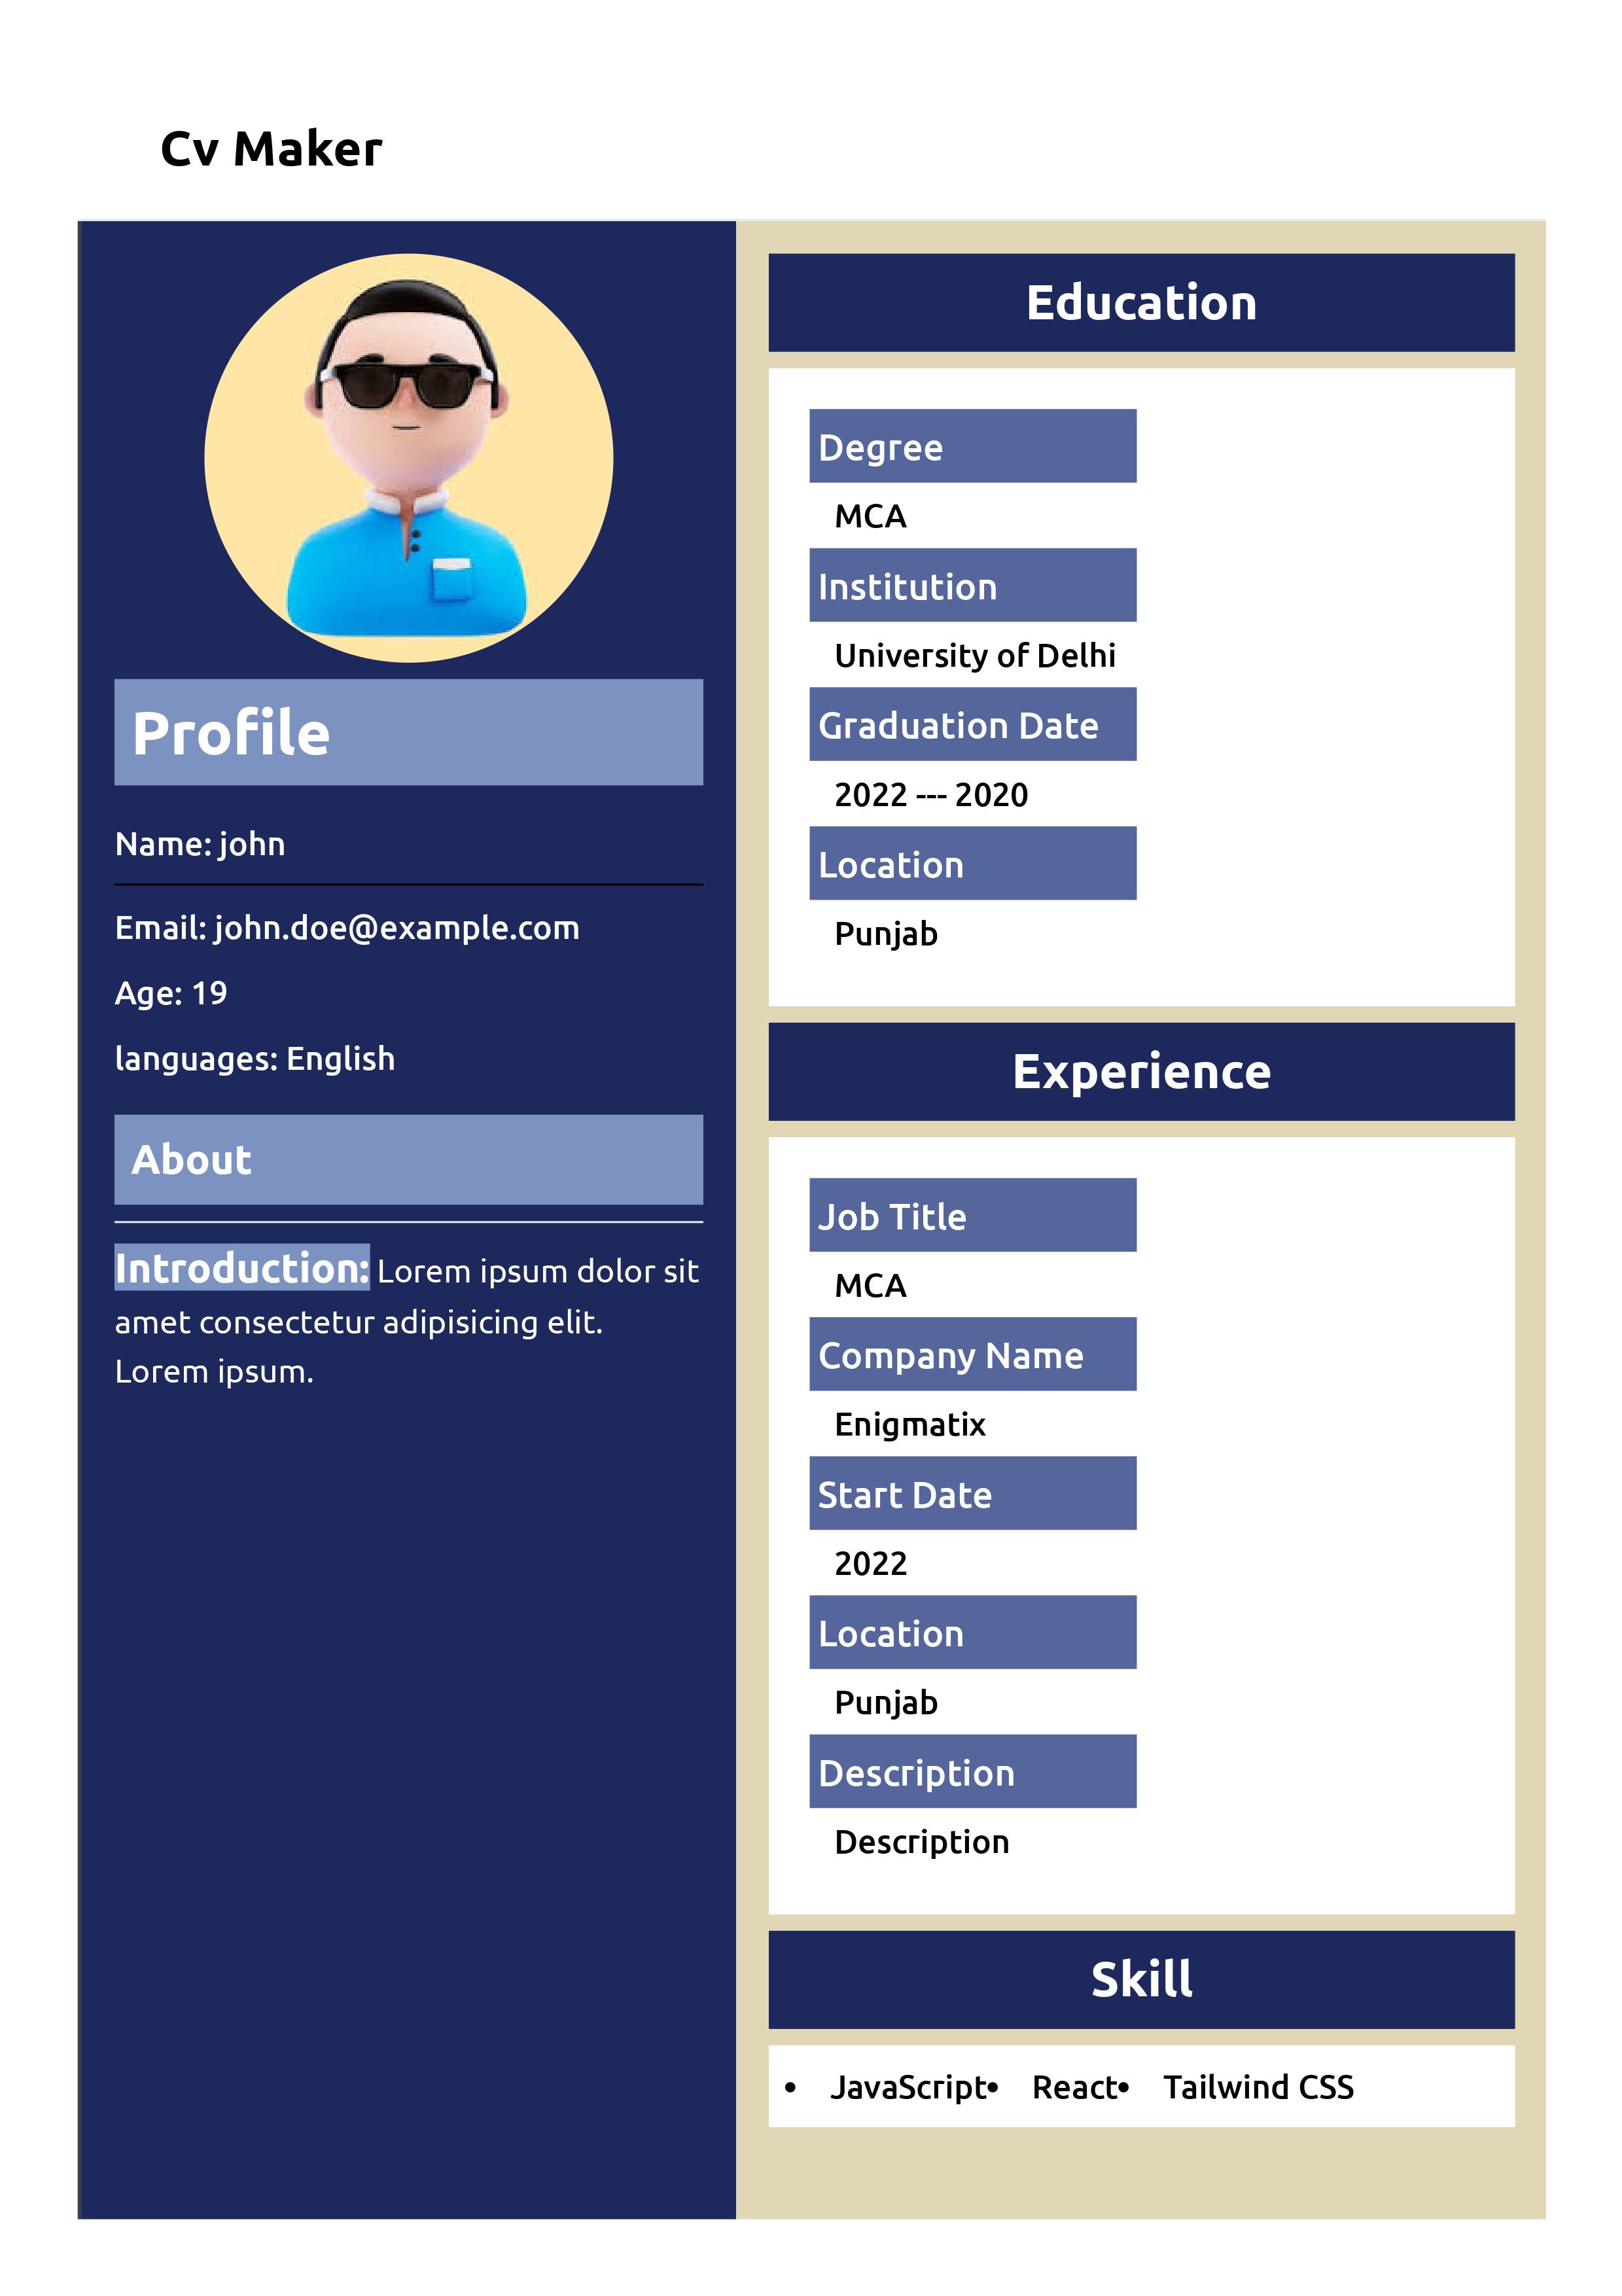 Cv Maker
Profile
Name: john
Email: john.doe@example.com
Age: 19
languages: English
About
Introduction: Lorem ipsum dolor sit
amet consectetur adipisicing elit.
Lorem ipsum.
Education
Degree
MCA
Institution
University of Delhi
Graduation Date
2022 --- 2020
Location
Punjab
Experience
Job Title
MCA
Company Name
Enigmatix
Start Date
2022
Location
Punjab
Description
Description
Skill
• JavaScript• React• Tailwind CSS